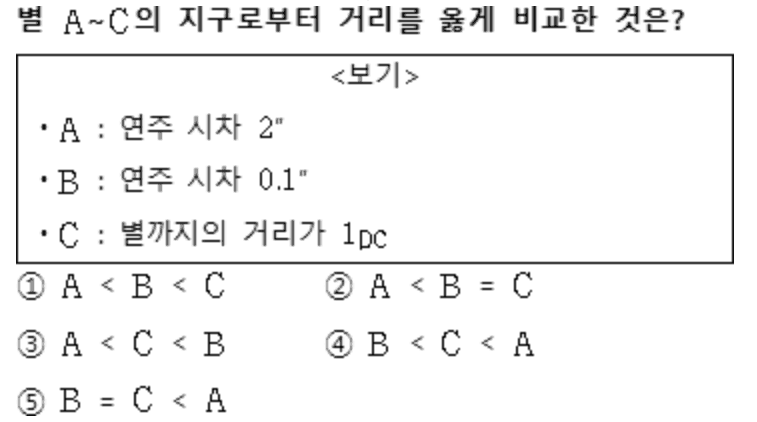 별 A~C의 지구로부터 거리를 옳게 비교한 것은?
<보기>
・A : 연주 시차 2"
・B : 연주 시차 0.1"
・C : 별까지의 거리가 1pc
① A < B < C ② A < B = C
③ A < C < B ④ B < C < A
⑤ B = C < A